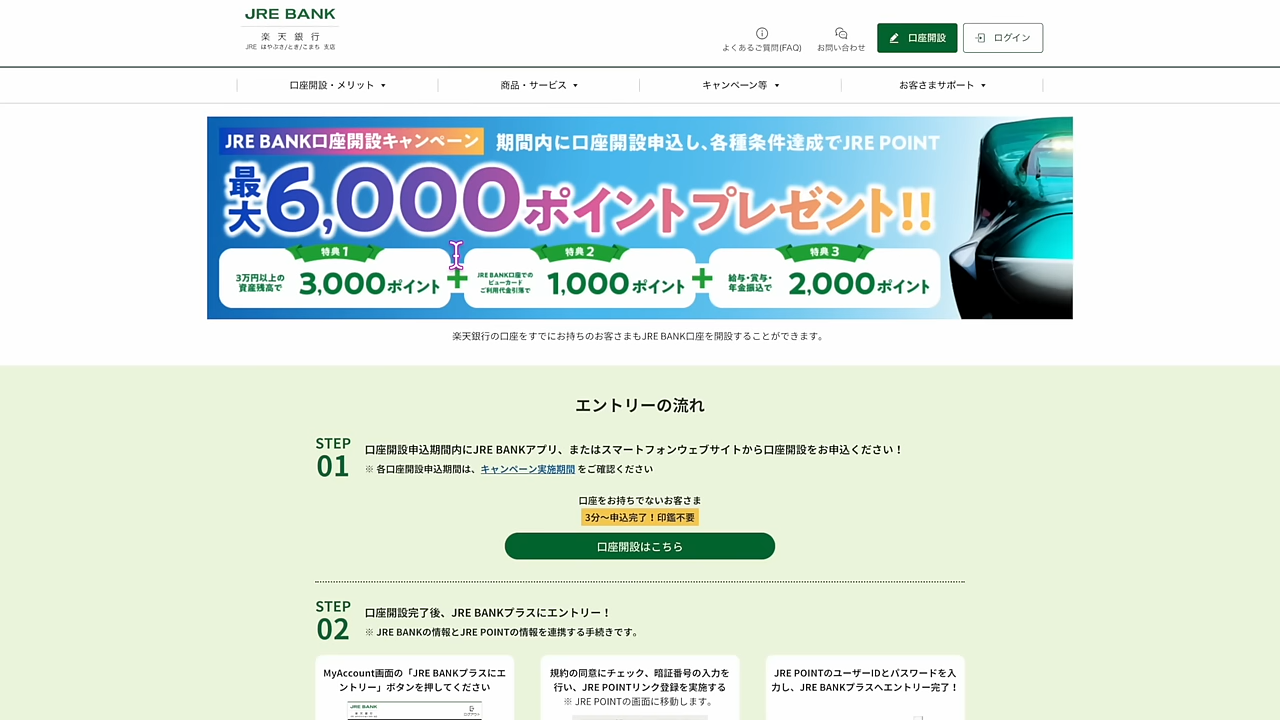 JRE BANK
楽天銀行
JRE はやぶさ/とき/こまち 支店
よくあるご質問(FAQ)
お問い合わせ
口座開設
ログイン
口座開設・メリット
商品・サービス
キャンペーン等
お客さまサポート
JRE BANK口座開設キャンペーン
期間内に口座開設申込し、各種条件達成でJRE POINT
最大6,000ポイントプレゼント!!
特典1
3万円以上の
資産残高で
3,000ポイント
+
特典2
JRE BANK口座での
ビューカード
ご利用代金引落で
1,000ポイント
+
特典3
給与・賞与・
年金振込で
2,000ポイント
楽天銀行の口座をすでにお持ちのお客さまもJRE BANK口座を開設することができます。
エントリーの流れ
STEP
01
口座開設申込期間内にJRE BANKアプリ、またはスマートフォンウェブサイトから口座開設をお申込ください！
※ 各口座開設申込期間は、キャンペーン実施期間をご確認ください
口座をお持ちでないお客さま
3分～申込完了！印鑑不要
口座開設はこちら
STEP
02
口座開設完了後、JRE BANKプラスにエントリー！
※ JRE BANKの情報とJRE POINTの情報を連携する手続きです。
MyAccount画面の「JRE BANKプラスにエ
ントリー」ボタンを押してください
JRE BANK
楽天銀行
ログアウト
規約の同意にチェック、暗証番号の入力を
行い、JRE POINTリンク登録を実施する
※ JRE POINTの画面に移動します。
JRE POINTのユーザーIDとパスワードを入
力し、JRE BANKプラスへエントリー完了！